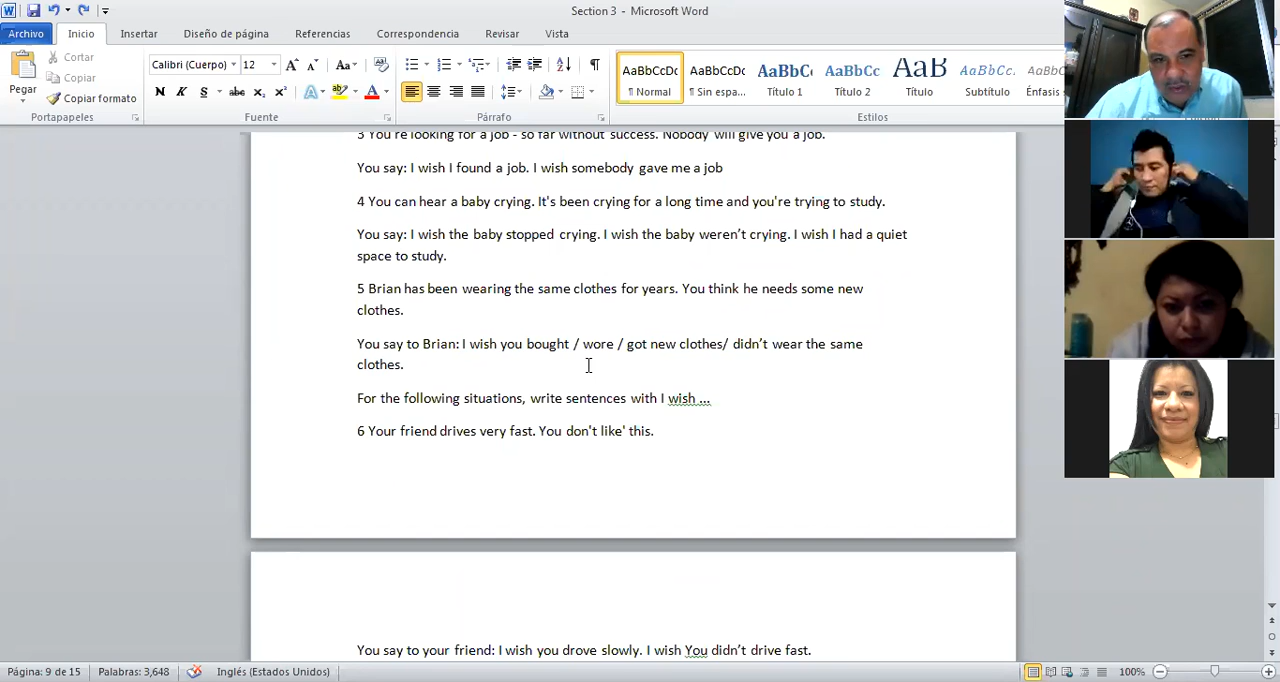 Section 3 - Microsoft Word
Archivo Inicio Insertar Diseño de página Referencias Correspondencia Revisar Vista
Pegar
Cortar
Copiar
Copiar formato
Calibri (Cuerpo) 12
N K S abc x₂ x² A ab A
AaBbCcDc AaBbCcDc AaBbC AaBbCc AaB AaBbCc. AaBbCc
¶ Normal ¶ Sin espa... Título 1 Título 2 Título Subtítulo Énfasis
Portapapeles Fuente Párrafo Estilos
3 You're looking for a job - so far without success. Nobody will give you a job.
You say: I wish I found a job. I wish somebody gave me a job
4 You can hear a baby crying. It's been crying for a long time and you're trying to study.
You say: I wish the baby stopped crying. I wish the baby weren’t crying. I wish I had a quiet
space to study.
5 Brian has been wearing the same clothes for years. You think he needs some new
clothes.
You say to Brian: I wish you bought / wore / got new clothes/ didn’t wear the same
clothes.
For the following situations, write sentences with I wish ...
6 Your friend drives very fast. You don't like' this.
You say to your friend: I wish you drove slowly. I wish You didn’t drive fast.
Página: 9 de 15 Palabras: 3,648 Inglés (Estados Unidos) 100%